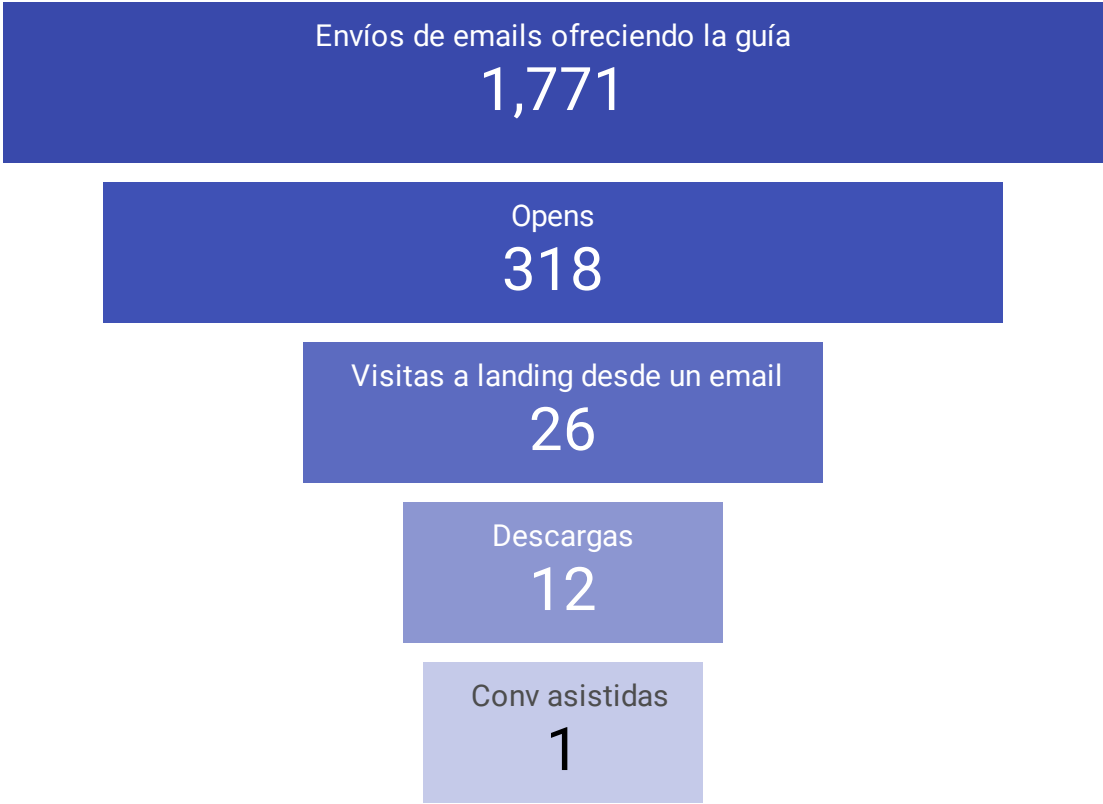 Envíos de emails ofreciendo la guía
1,771
Opens
318
Visitas a landing desde un email
26
Descargas
12
Conv asistidas
1